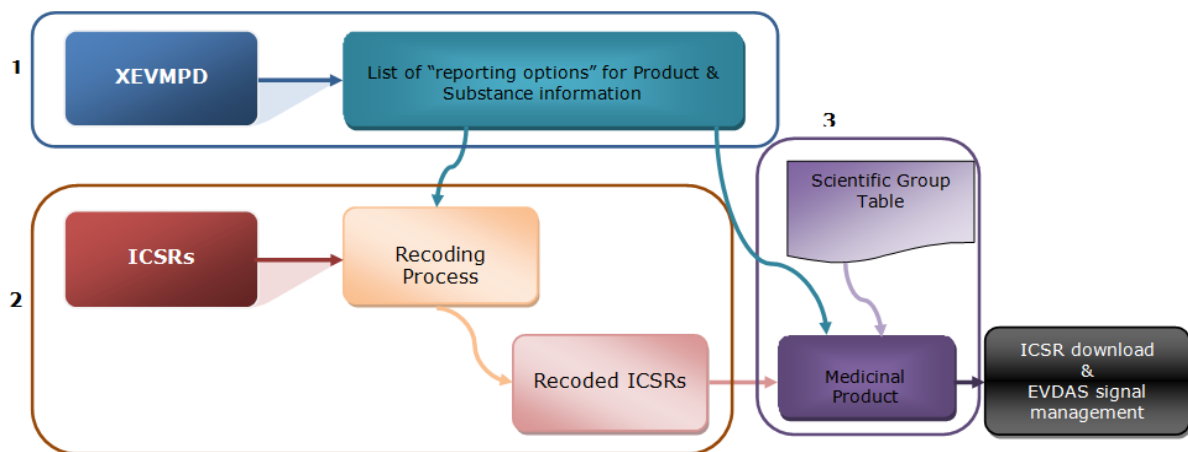 1
XEVMPD
List of “reporting options” for Product &
Substance information
3
Scientific Group
Table
2
ICSRs
Recoding
Process
Recoded ICSRs
Medicinal
Product
ICSR download
&
EVDAS signal
management